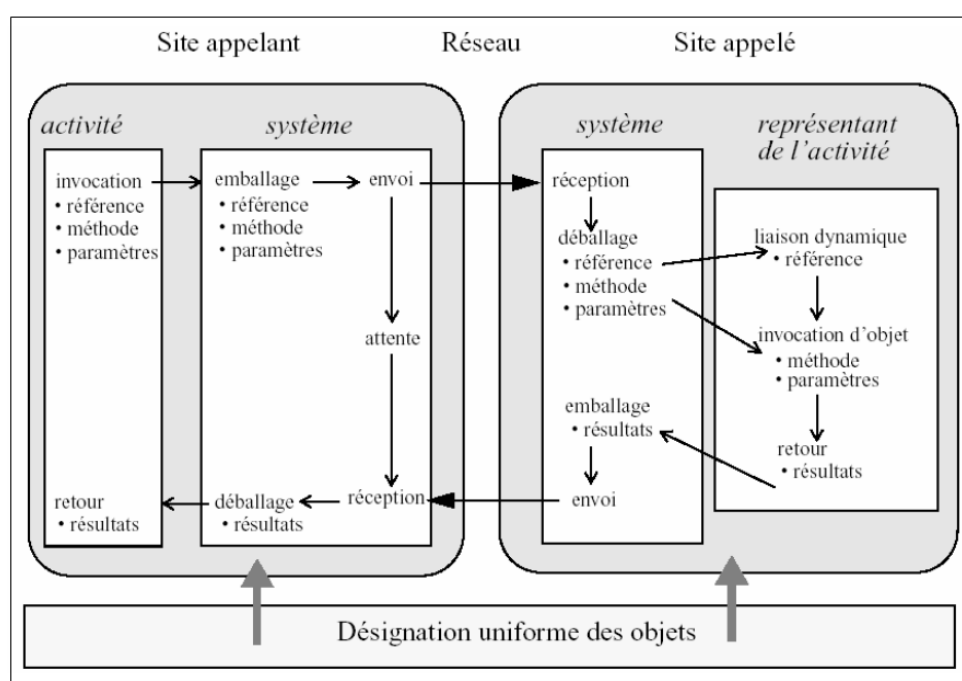 Site appelant
Réseau
Site appelé
activité
système
invocation
• référence
• méthode
• paramètres
emballage
• référence
• méthode
• paramètres
envoi
attente
réception
déballage
• résultats
retour
• résultats
système
représentant
de l'activité
réception
déballage
• référence
• méthode
• paramètres
liaison dynamique
• référence
invocation d'objet
• méthode
• paramètres
retour
• résultats
emballage
• résultats
envoi
Désignation uniforme des objets